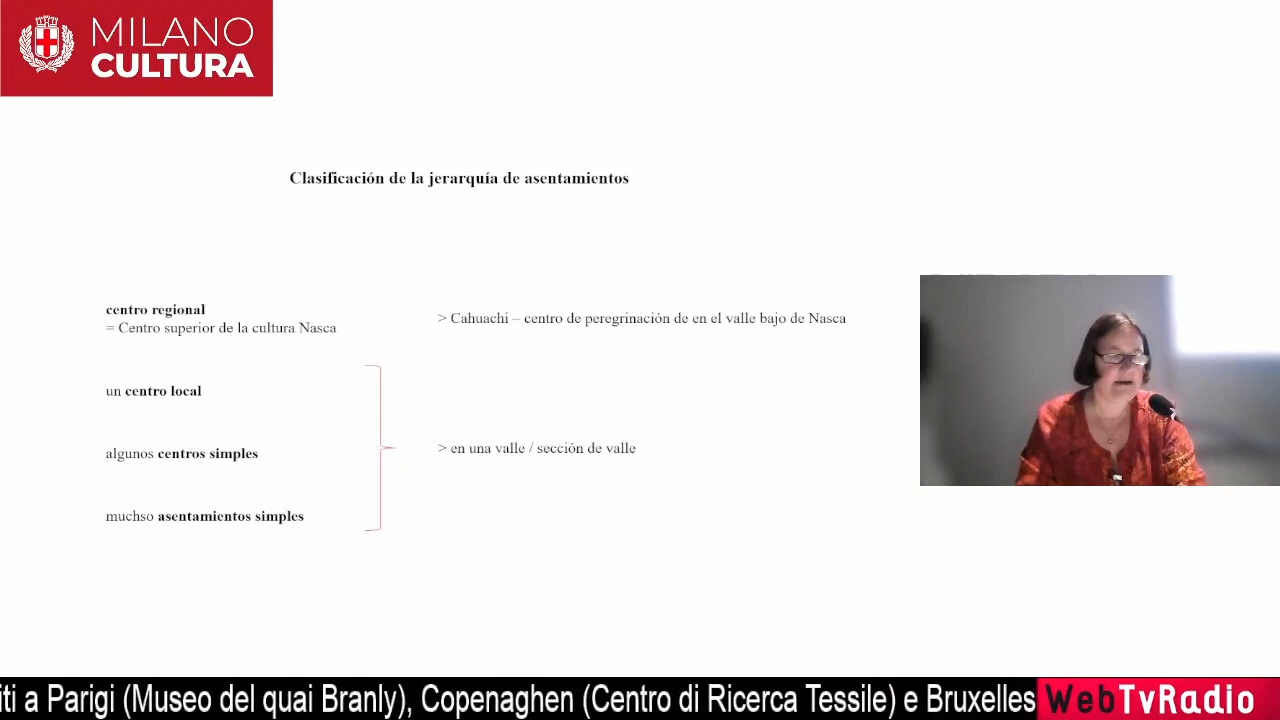 MILANO
CULTURA
Clasificación de la jerarquía de asentamientos
centro regional
= Centro superior de la cultura Nasca
> Cahuachi – centro de peregrinación de en el valle bajo de Nasca
un centro local
algunos centros simples
> en una valle / sección de valle
muchso asentamientos simples
iti a Parigi (Museo del quai Branly), Copenaghen (Centro di Ricerca Tessile) e Bruxelles
WebTvRadio